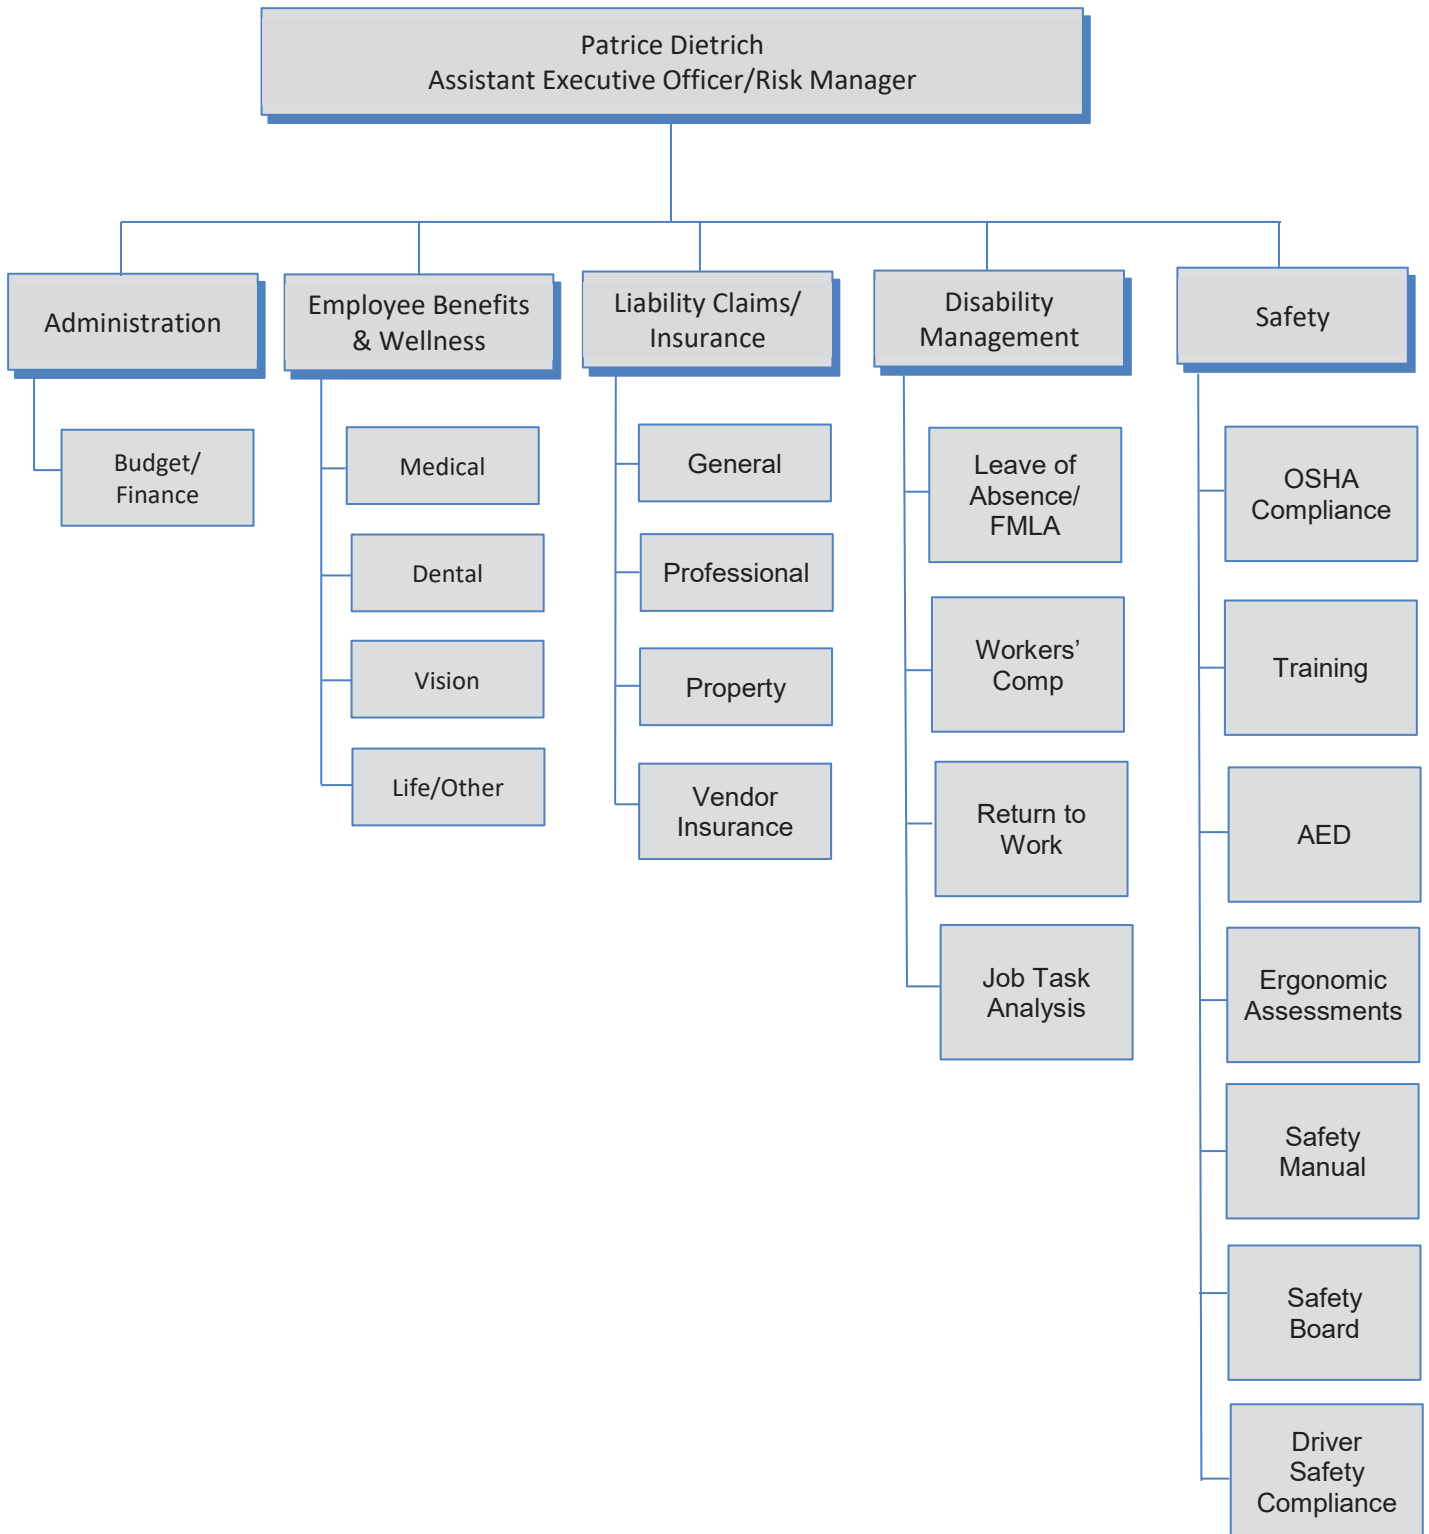 Patrice Dietrich
Assistant Executive Officer/Risk Manager
Administration
Budget/
Finance
Employee Benefits
& Wellness
Medical
Dental
Vision
Life/Other
Liability Claims/
Insurance
General
Professional
Property
Vendor
Insurance
Disability
Management
Leave of
Absence/
FMLA
Workers’
Comp
Return to
Work
Job Task
Analysis
Safety
OSHA
Compliance
Training
AED
Ergonomic
Assessments
Safety
Manual
Safety
Board
Driver
Safety
Compliance